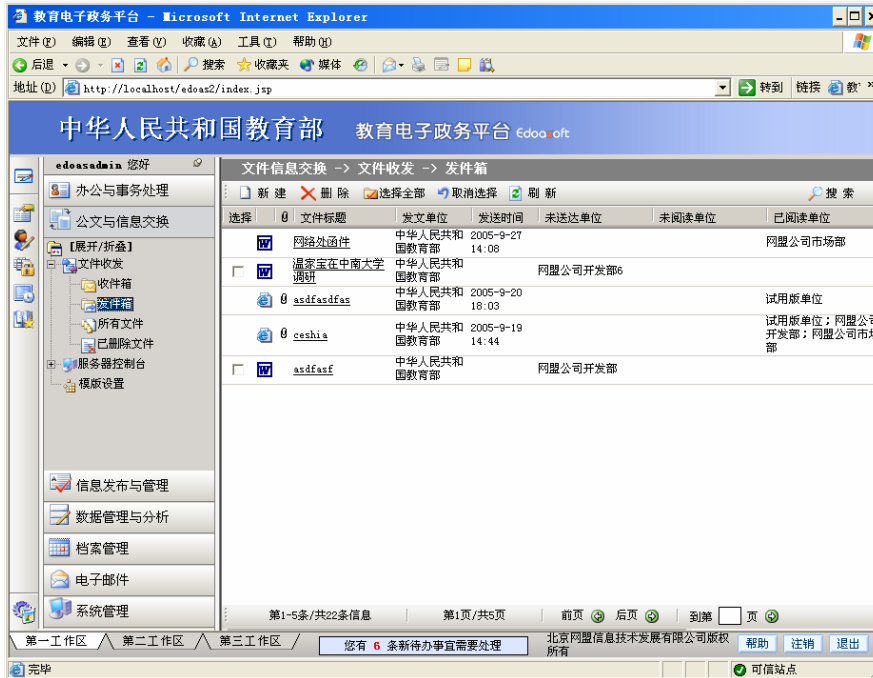 教育电子政务平台 - Microsoft Internet Explorer
文件(F) 编辑(E) 查看(V) 收藏(A) 工具(T) 帮助(H)
后退 搜索 收藏夹 媒体
地址(D) http://localhost/edoas2/index.jsp 转到 链接 教
中华人民共和国教育部 教育电子政务平台 Edoasoft
edoasadmin 您好
办公与事务处理
公文与信息交换
[展开/折叠]
文件收发
收件箱
发件箱
所有文件
已删除文件
服务器控制台
模版设置
信息发布与管理
数据管理与分析
档案管理
电子邮件
系统管理
文件信息交换 -> 文件收发 -> 发件箱
新 建 删 除 选择全部 取消选择 刷 新 搜 索
选择 文件标题 发文单位 发送时间 未送达单位 未阅读单位 已阅读单位
网络处函件 中华人民共和 2005-9-27 网盟公司市场部
国教育部 14:08
温家宝在中南大学 中华人民共和 网盟公司开发部6
调研 国教育部
asdfasdfas 中华人民共和 2005-9-20 试用版单位
国教育部 18:03
ceshia 中华人民共和 2005-9-19 试用版单位；网盟公司
国教育部 14:44 开发部；网盟公司市场
部
asdfasf 中华人民共和 网盟公司开发部
国教育部
第1-5条/共22条信息 第1页/共5页 前页 后页 到第 页
第一工作区 第二工作区 第三工作区 您有 6 条新待办事宜需要处理 北京网盟信息技术发展有限公司版权
所有 帮助 注销 退出
完毕 可信站点